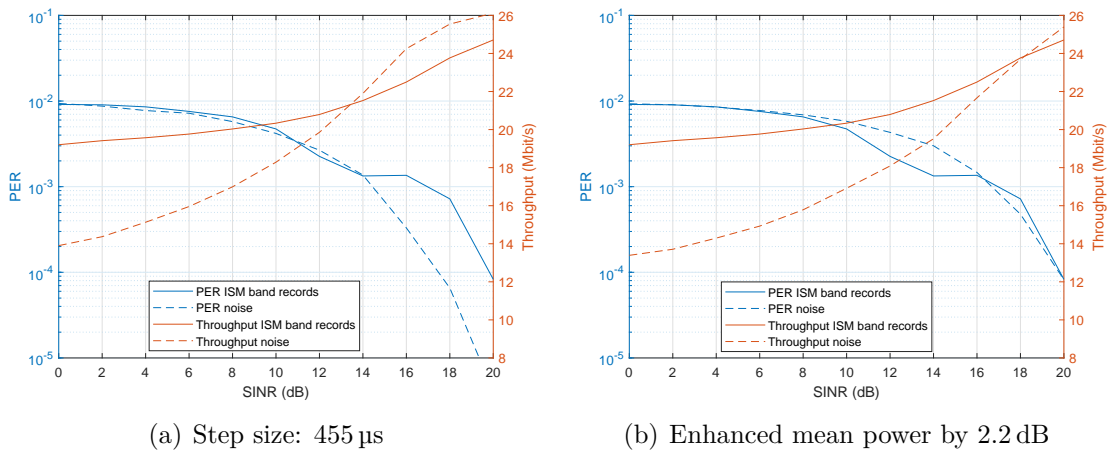 10^-1
10^-2
10^-3
10^-4
10^-5
PER
0 2 4 6 8 10 12 14 16 18 20
SINR (dB)
26
24
22
20
18
16
14
12
10
8
Throughput (Mbit/s)
PER ISM band records
PER noise
Throughput ISM band records
Throughput noise
(a) Step size: 455 µs
10^-1
10^-2
10^-3
10^-4
10^-5
PER
0 2 4 6 8 10 12 14 16 18 20
SINR (dB)
26
24
22
20
18
16
14
12
10
8
Throughput (Mbit/s)
PER ISM band records
PER noise
Throughput ISM band records
Throughput noise
(b) Enhanced mean power by 2.2 dB